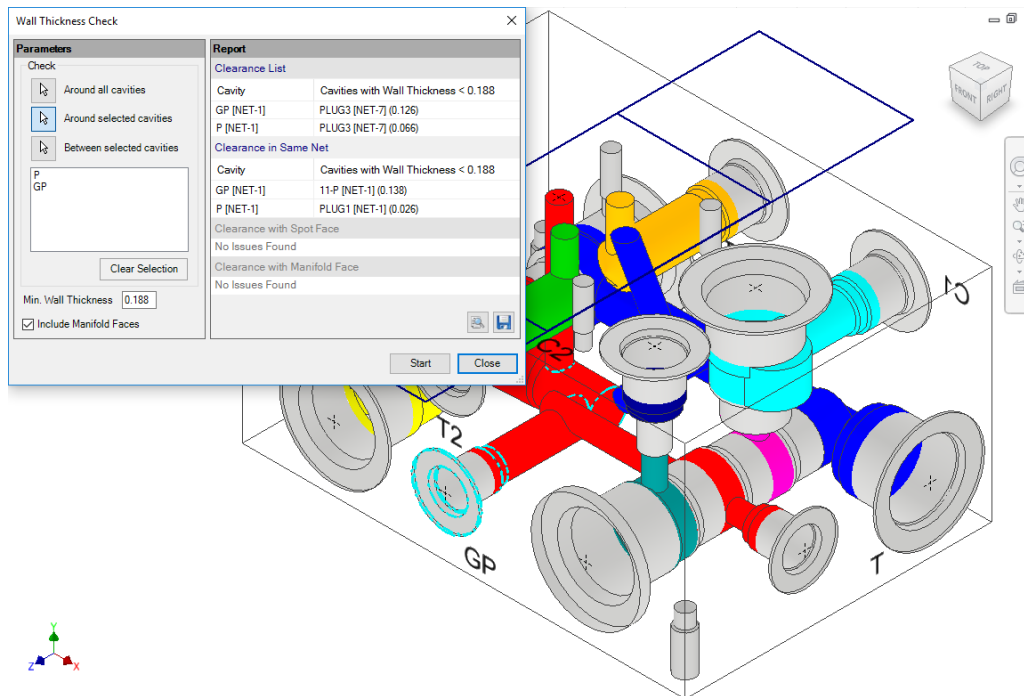 Wall Thickness Check
Parameters
Check
Around all cavities
Around selected cavities
Between selected cavities
P
GP
Clear Selection
Min. Wall Thickness 0.188
Include Manifold Faces
Report
Clearance List
Cavity Cavities with Wall Thickness < 0.188
GP [NET-1] PLUG3 [NET-7] (0.126)
P [NET-1] PLUG3 [NET-7] (0.066)
Clearance in Same Net
Cavity Cavities with Wall Thickness < 0.188
GP [NET-1] 11-P [NET-1] (0.138)
P [NET-1] PLUG1 [NET-1] (0.026)
Clearance with Spot Face
No Issues Found
Clearance with Manifold Face
No Issues Found
Start Close
TOP
FRONT RIGHT
C1
C2
T2
GP
T
Y
Z X